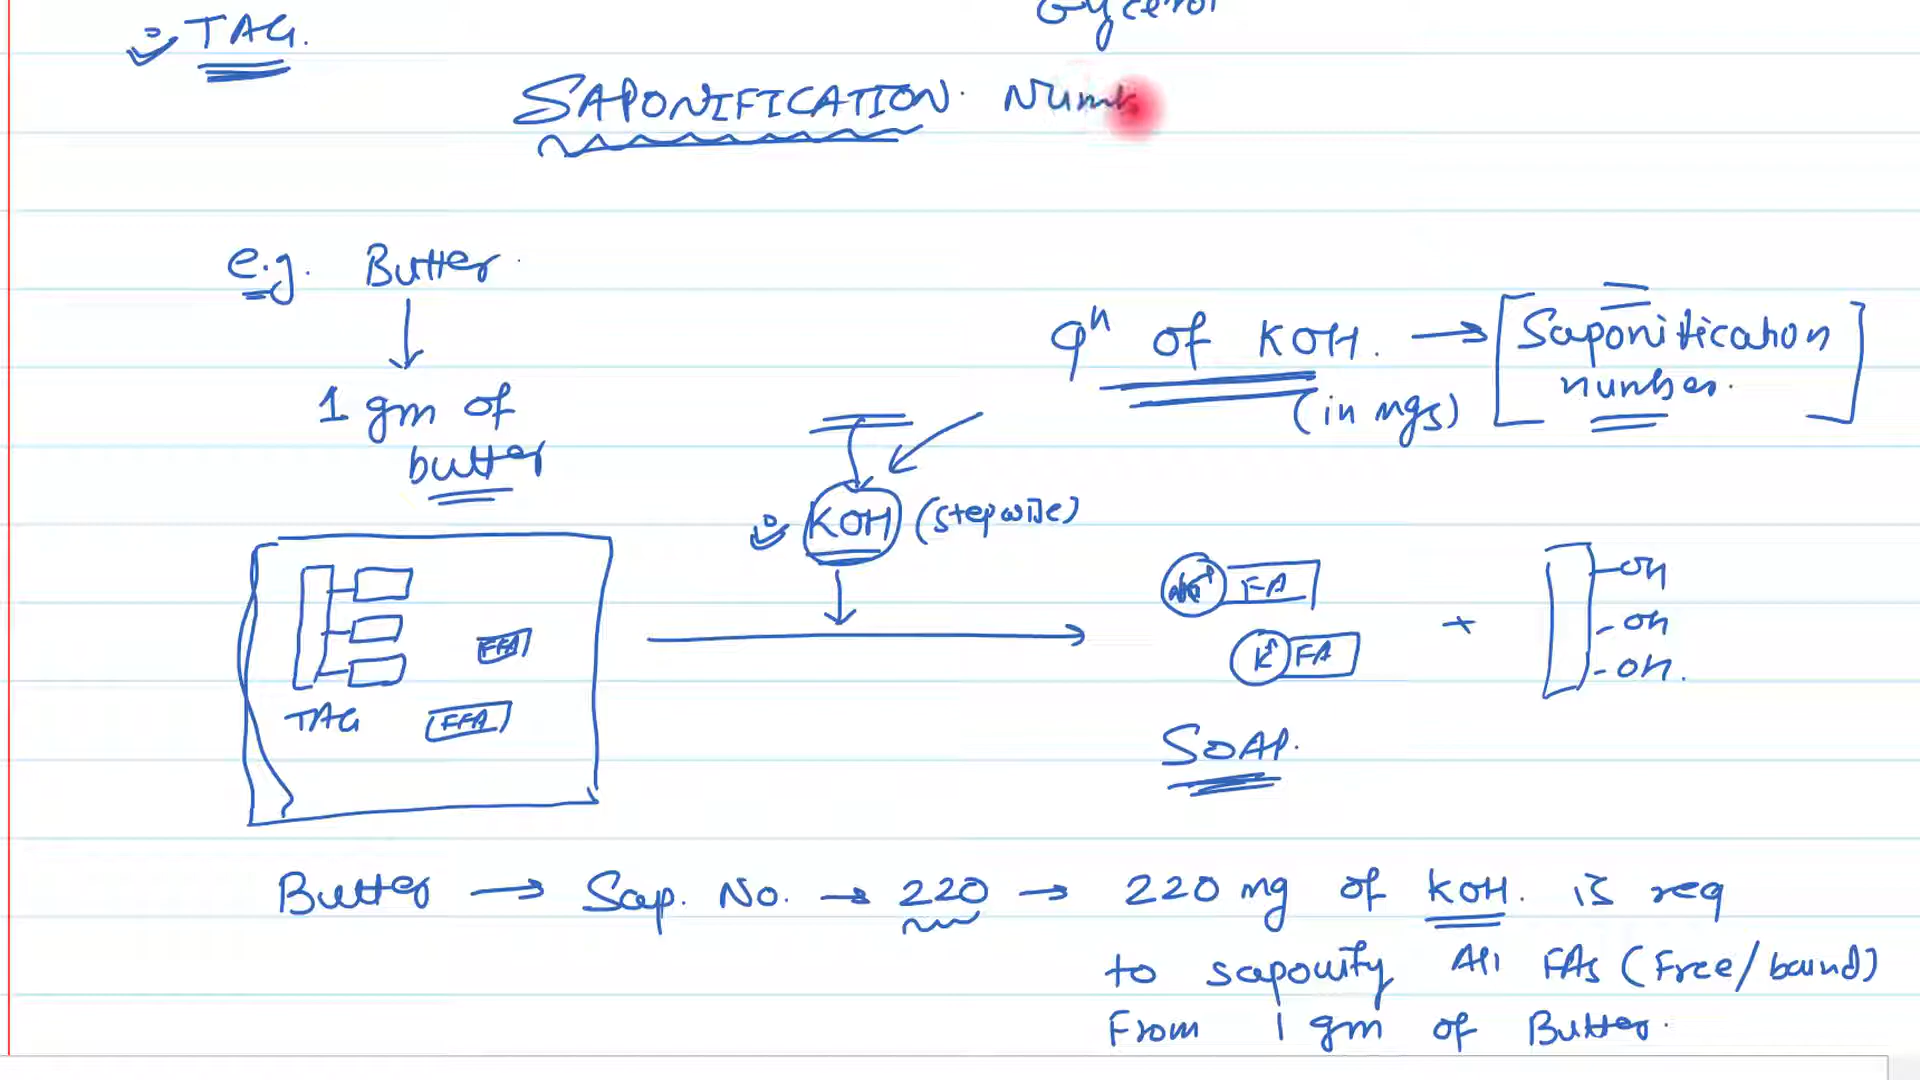 TAG.
Glycerol
SAPONIFICATION Numb
e.g. Butter
1 gm of
butter
qn of KOH. → [Saponification
number.]
(in mgs)
KOH (stepwise)
TAG
FFA
FFA
FA
K+ FA
SOAP.
+
OH
- OH
- OH.
Butter → Sap. No. → 220 → 220 mg of KOH. is req
to saponify All FAs (Free/bound)
From 1 gm of Butter.